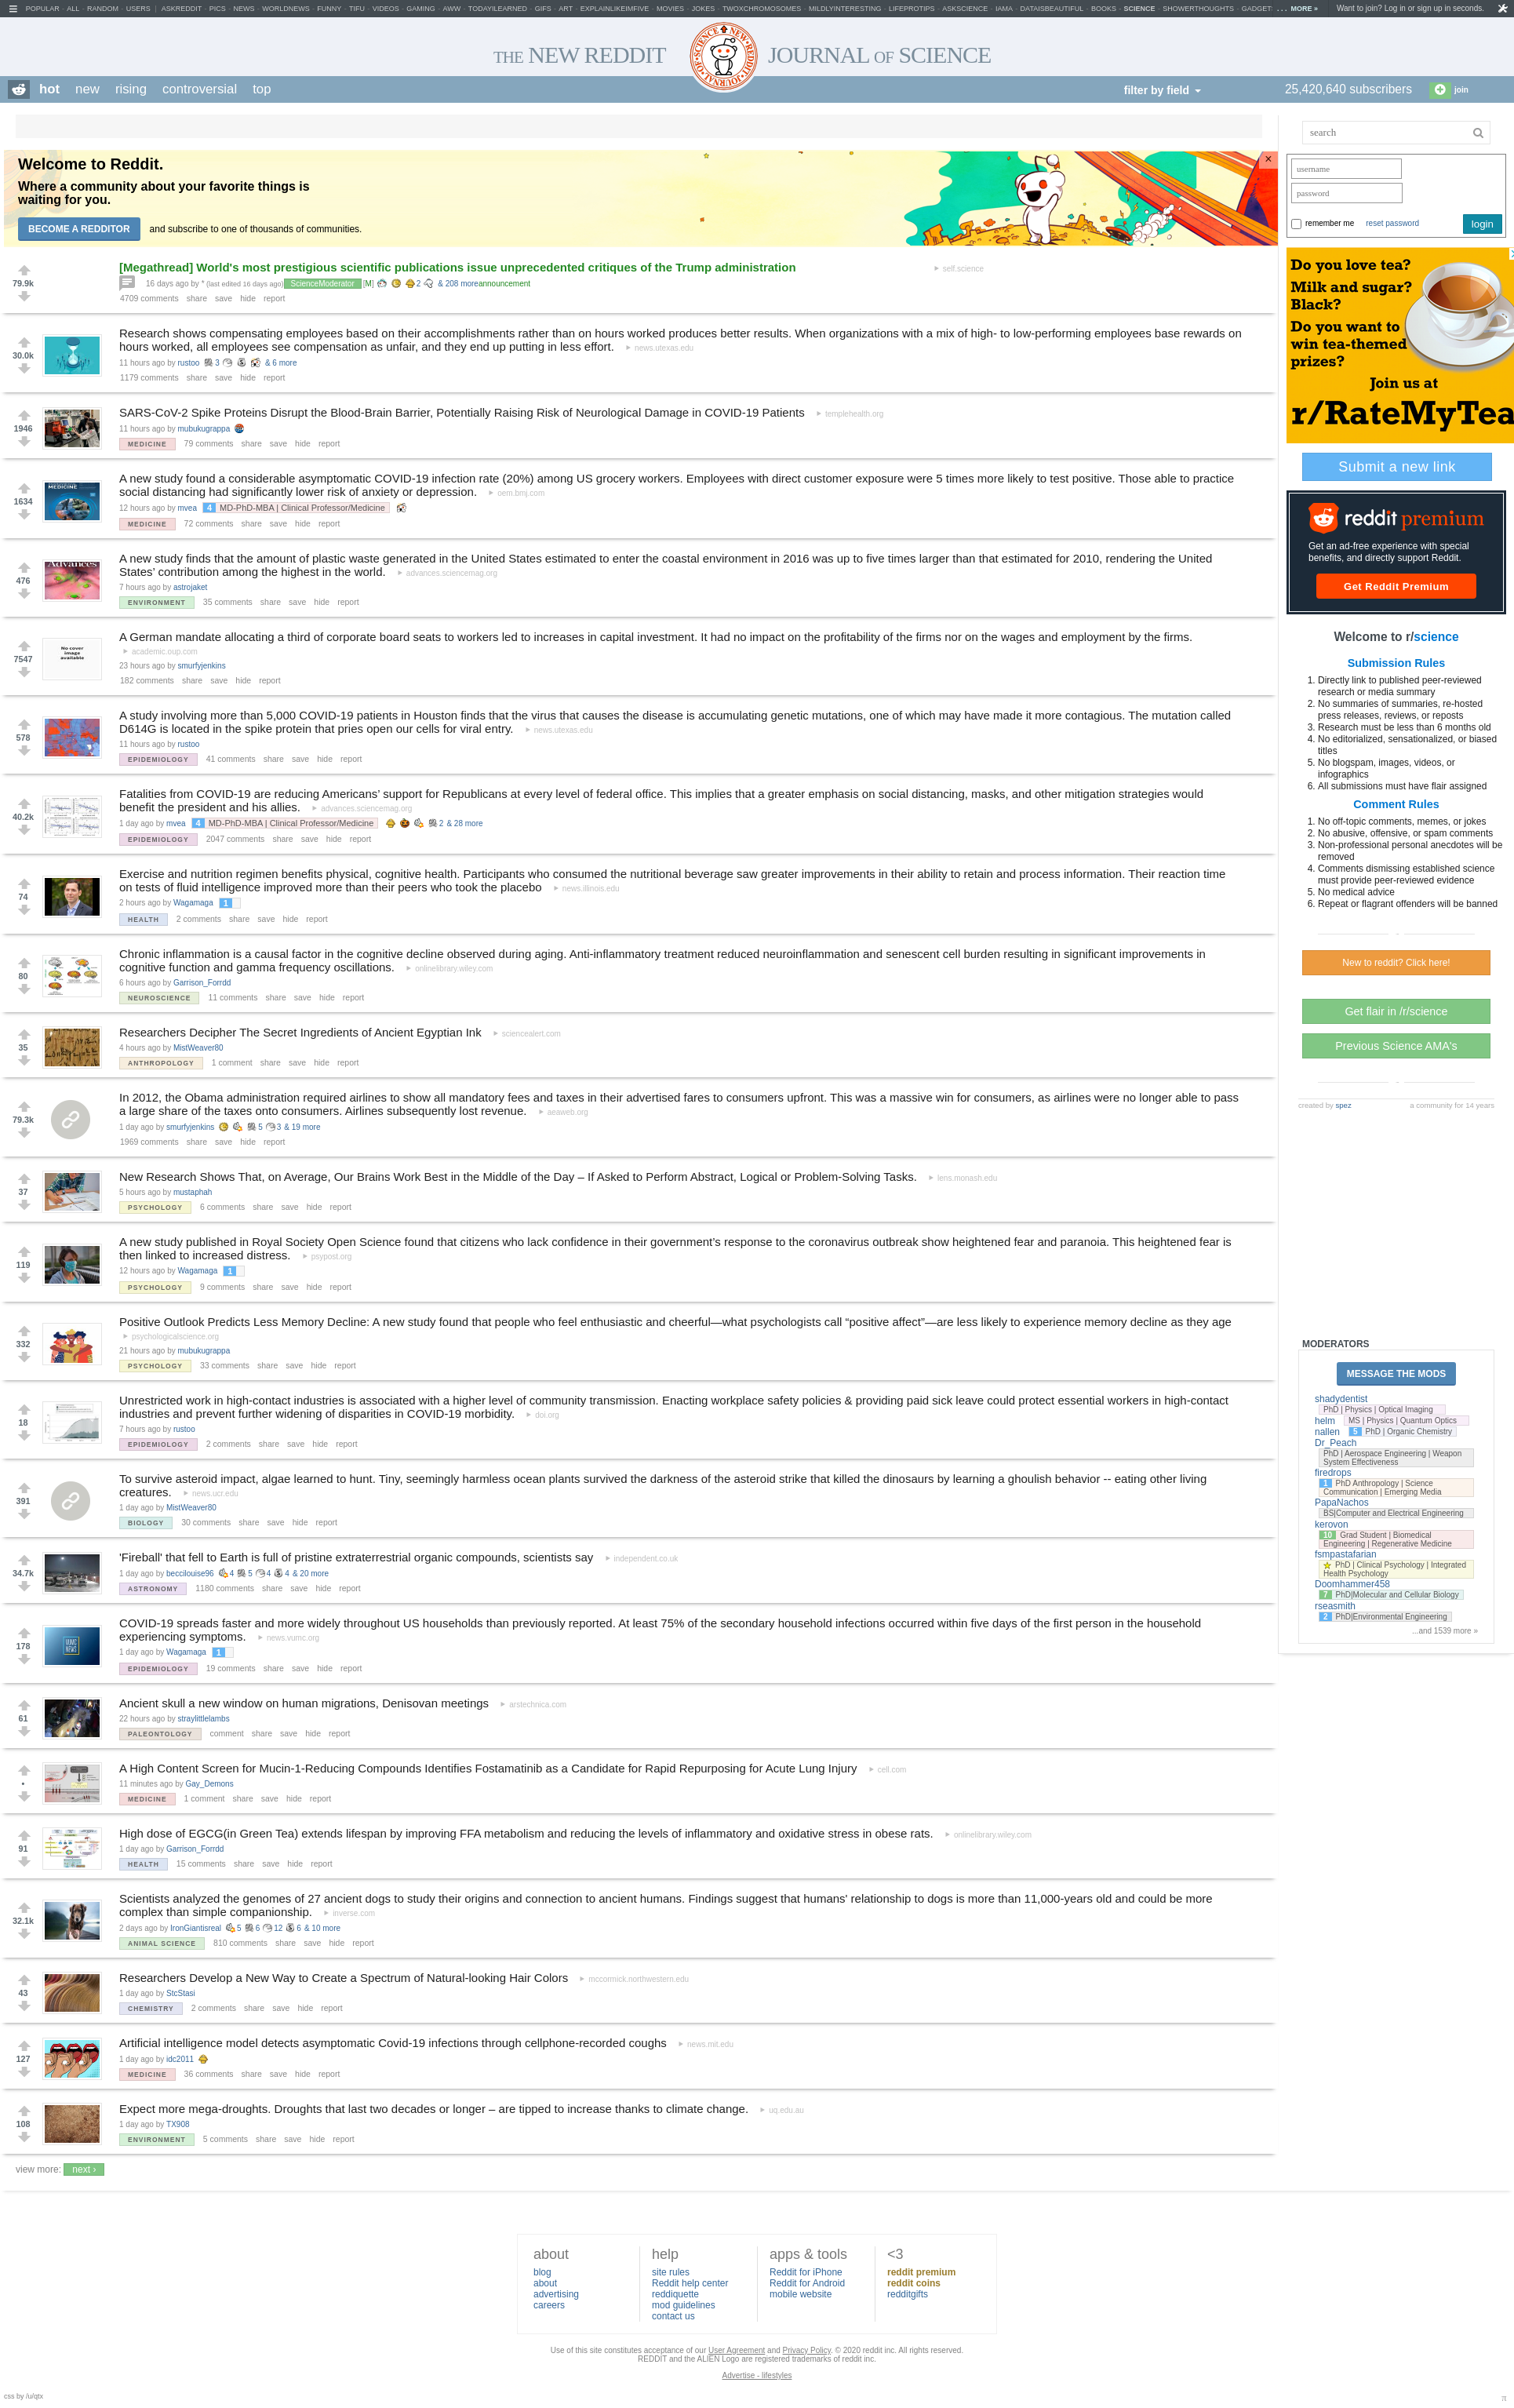 POPULAR - ALL - RANDOM - USERS | ASKREDDIT - PICS - NEWS - WORLDNEWS - FUNNY - TIFU - VIDEOS - GAMING - AWW - TODAYILEARNED - GIFS - ART - EXPLAINLIKEIMFIVE - MOVIES - JOKES - TWOXCHROMOSOMES - MILDLYINTERESTING - LIFEPROTIPS - ASKSCIENCE - IAMA - DATAISBEAUTIFUL - BOOKS - SCIENCE - SHOWERTHOUGHTS - GADGET ... MORE »
Want to join? Log in or sign up in seconds.
THE NEW REDDIT JOURNAL OF SCIENCE
hot new rising controversial top
filter by field
25,420,640 subscribers
join
Welcome to Reddit.
Where a community about your favorite things is
waiting for you.
BECOME A REDDITOR and subscribe to one of thousands of communities.
79.9k
[Megathread] World's most prestigious scientific publications issue unprecedented critiques of the Trump administration self.science
16 days ago by * (last edited 16 days ago) ScienceModerator [M] 2 & 208 more announcement
4709 comments share save hide report
30.0k
Research shows compensating employees based on their accomplishments rather than on hours worked produces better results. When organizations with a mix of high- to low-performing employees base rewards on
hours worked, all employees see compensation as unfair, and they end up putting in less effort. news.utexas.edu
11 hours ago by rustoo 3 & 6 more
1179 comments share save hide report
1946
SARS-CoV-2 Spike Proteins Disrupt the Blood-Brain Barrier, Potentially Raising Risk of Neurological Damage in COVID-19 Patients templehealth.org
11 hours ago by mubukugrappa
MEDICINE 79 comments share save hide report
1634
A new study found a considerable asymptomatic COVID-19 infection rate (20%) among US grocery workers. Employees with direct customer exposure were 5 times more likely to test positive. Those able to practice
social distancing had significantly lower risk of anxiety or depression. oem.bmj.com
12 hours ago by mvea 4 MD-PhD-MBA | Clinical Professor/Medicine
MEDICINE 72 comments share save hide report
476
A new study finds that the amount of plastic waste generated in the United States estimated to enter the coastal environment in 2016 was up to five times larger than that estimated for 2010, rendering the United
States' contribution among the highest in the world. advances.sciencemag.org
7 hours ago by astrojaket
ENVIRONMENT 35 comments share save hide report
7547
No cover
image
available
A German mandate allocating a third of corporate board seats to workers led to increases in capital investment. It had no impact on the profitability of the firms nor on the wages and employment by the firms.
academic.oup.com
23 hours ago by smurfyjenkins
182 comments share save hide report
578
A study involving more than 5,000 COVID-19 patients in Houston finds that the virus that causes the disease is accumulating genetic mutations, one of which may have made it more contagious. The mutation called
D614G is located in the spike protein that pries open our cells for viral entry. news.utexas.edu
11 hours ago by rustoo
EPIDEMIOLOGY 41 comments share save hide report
40.2k
Fatalities from COVID-19 are reducing Americans' support for Republicans at every level of federal office. This implies that a greater emphasis on social distancing, masks, and other mitigation strategies would
benefit the president and his allies. advances.sciencemag.org
1 day ago by mvea 4 MD-PhD-MBA | Clinical Professor/Medicine 2 & 28 more
EPIDEMIOLOGY 2047 comments share save hide report
74
Exercise and nutrition regimen benefits physical, cognitive health. Participants who consumed the nutritional beverage saw greater improvements in their ability to retain and process information. Their reaction time
on tests of fluid intelligence improved more than their peers who took the placebo news.illinois.edu
2 hours ago by Wagamaga 1
HEALTH 2 comments share save hide report
80
Chronic inflammation is a causal factor in the cognitive decline observed during aging. Anti-inflammatory treatment reduced neuroinflammation and senescent cell burden resulting in significant improvements in
cognitive function and gamma frequency oscillations. onlinelibrary.wiley.com
6 hours ago by Garrison_Forrdd
NEUROSCIENCE 11 comments share save hide report
35
Researchers Decipher The Secret Ingredients of Ancient Egyptian Ink sciencealert.com
4 hours ago by MistWeaver80
ANTHROPOLOGY 1 comment share save hide report
79.3k
In 2012, the Obama administration required airlines to show all mandatory fees and taxes in their advertised fares to consumers upfront. This was a massive win for consumers, as airlines were no longer able to pass
a large share of the taxes onto consumers. Airlines subsequently lost revenue. aeaweb.org
1 day ago by smurfyjenkins 5 3 & 19 more
1969 comments share save hide report
37
New Research Shows That, on Average, Our Brains Work Best in the Middle of the Day – If Asked to Perform Abstract, Logical or Problem-Solving Tasks. lens.monash.edu
5 hours ago by mustaphah
PSYCHOLOGY 6 comments share save hide report
119
A new study published in Royal Society Open Science found that citizens who lack confidence in their government's response to the coronavirus outbreak show heightened fear and paranoia. This heightened fear is
then linked to increased distress. psypost.org
12 hours ago by Wagamaga 1
PSYCHOLOGY 9 comments share save hide report
332
Positive Outlook Predicts Less Memory Decline: A new study found that people who feel enthusiastic and cheerful—what psychologists call “positive affect”—are less likely to experience memory decline as they age
psychologicalscience.org
21 hours ago by mubukugrappa
PSYCHOLOGY 33 comments share save hide report
18
Unrestricted work in high-contact industries is associated with a higher level of community transmission. Enacting workplace safety policies & providing paid sick leave could protect essential workers in high-contact
industries and prevent further widening of disparities in COVID-19 morbidity. doi.org
7 hours ago by rustoo
EPIDEMIOLOGY 2 comments share save hide report
391
To survive asteroid impact, algae learned to hunt. Tiny, seemingly harmless ocean plants survived the darkness of the asteroid strike that killed the dinosaurs by learning a ghoulish behavior -- eating other living
creatures. news.ucr.edu
1 day ago by MistWeaver80
BIOLOGY 30 comments share save hide report
34.7k
'Fireball' that fell to Earth is full of pristine extraterrestrial organic compounds, scientists say independent.co.uk
1 day ago by beccilouise96 4 5 4 4 & 20 more
ASTRONOMY 1180 comments share save hide report
178
COVID-19 spreads faster and more widely throughout US households than previously reported. At least 75% of the secondary household infections occurred within five days of the first person in the household
experiencing symptoms. news.vumc.org
1 day ago by Wagamaga 1
EPIDEMIOLOGY 19 comments share save hide report
61
Ancient skull a new window on human migrations, Denisovan meetings arstechnica.com
22 hours ago by straylittlelambs
PALEONTOLOGY comment share save hide report
•
A High Content Screen for Mucin-1-Reducing Compounds Identifies Fostamatinib as a Candidate for Rapid Repurposing for Acute Lung Injury cell.com
11 minutes ago by Gay_Demons
MEDICINE 1 comment share save hide report
91
High dose of EGCG(in Green Tea) extends lifespan by improving FFA metabolism and reducing the levels of inflammatory and oxidative stress in obese rats. onlinelibrary.wiley.com
1 day ago by Garrison_Forrdd
HEALTH 15 comments share save hide report
32.1k
Scientists analyzed the genomes of 27 ancient dogs to study their origins and connection to ancient humans. Findings suggest that humans' relationship to dogs is more than 11,000-years old and could be more
complex than simple companionship. inverse.com
2 days ago by IronGiantisreal 5 6 12 6 & 10 more
ANIMAL SCIENCE 810 comments share save hide report
43
Researchers Develop a New Way to Create a Spectrum of Natural-looking Hair Colors mccormick.northwestern.edu
1 day ago by StcStasi
CHEMISTRY 2 comments share save hide report
127
Artificial intelligence model detects asymptomatic Covid-19 infections through cellphone-recorded coughs news.mit.edu
1 day ago by idc2011
MEDICINE 36 comments share save hide report
108
Expect more mega-droughts. Droughts that last two decades or longer – are tipped to increase thanks to climate change. uq.edu.au
1 day ago by TX908
ENVIRONMENT 5 comments share save hide report
view more: next ›
search
username
password
remember me reset password login
Do you love tea?
Milk and sugar?
Black?
Do you want to
win tea-themed
prizes?
Join us at
r/RateMyTea
Submit a new link
reddit premium
Get an ad-free experience with special
benefits, and directly support Reddit.
Get Reddit Premium
Welcome to r/science
Submission Rules
1. Directly link to published peer-reviewed
research or media summary
2. No summaries of summaries, re-hosted
press releases, reviews, or reposts
3. Research must be less than 6 months old
4. No editorialized, sensationalized, or biased
titles
5. No blogspam, images, videos, or
infographics
6. All submissions must have flair assigned
Comment Rules
1. No off-topic comments, memes, or jokes
2. No abusive, offensive, or spam comments
3. Non-professional personal anecdotes will be
removed
4. Comments dismissing established science
must provide peer-reviewed evidence
5. No medical advice
6. Repeat or flagrant offenders will be banned
New to reddit? Click here!
Get flair in /r/science
Previous Science AMA's
created by spez a community for 14 years
MODERATORS
MESSAGE THE MODS
shadydentist
PhD | Physics | Optical Imaging
helm MS | Physics | Quantum Optics
nallen 5 PhD | Organic Chemistry
Dr_Peach
PhD | Aerospace Engineering | Weapon
System Effectiveness
firedrops
1 PhD Anthropology | Science
Communication | Emerging Media
PapaNachos
BS|Computer and Electrical Engineering
kerovon
10 Grad Student | Biomedical
Engineering | Regenerative Medicine
fsmpastafarian
PhD | Clinical Psychology | Integrated
Health Psychology
Doomhammer458
7 PhD|Molecular and Cellular Biology
rseasmith
2 PhD|Environmental Engineering
...and 1539 more »
about
blog
about
advertising
careers
help
site rules
Reddit help center
reddiquette
mod guidelines
contact us
apps & tools
Reddit for iPhone
Reddit for Android
mobile website
<3
reddit premium
reddit coins
redditgifts
Use of this site constitutes acceptance of our User Agreement and Privacy Policy. © 2020 reddit inc. All rights reserved.
REDDIT and the ALIEN Logo are registered trademarks of reddit inc.
Advertise - lifestyles
css by /u/qtx
π